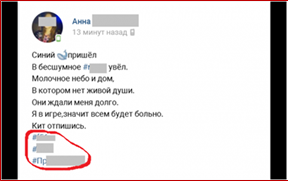 Анна
13 минут назад
Синий пришёл
В бесшумное # увёл.
Молочное небо и дом,
В котором нет живой души.
Они ждали меня долго.
Я в игре,значит всем будет больно.
Кит отпишись.
#
#
#Пр